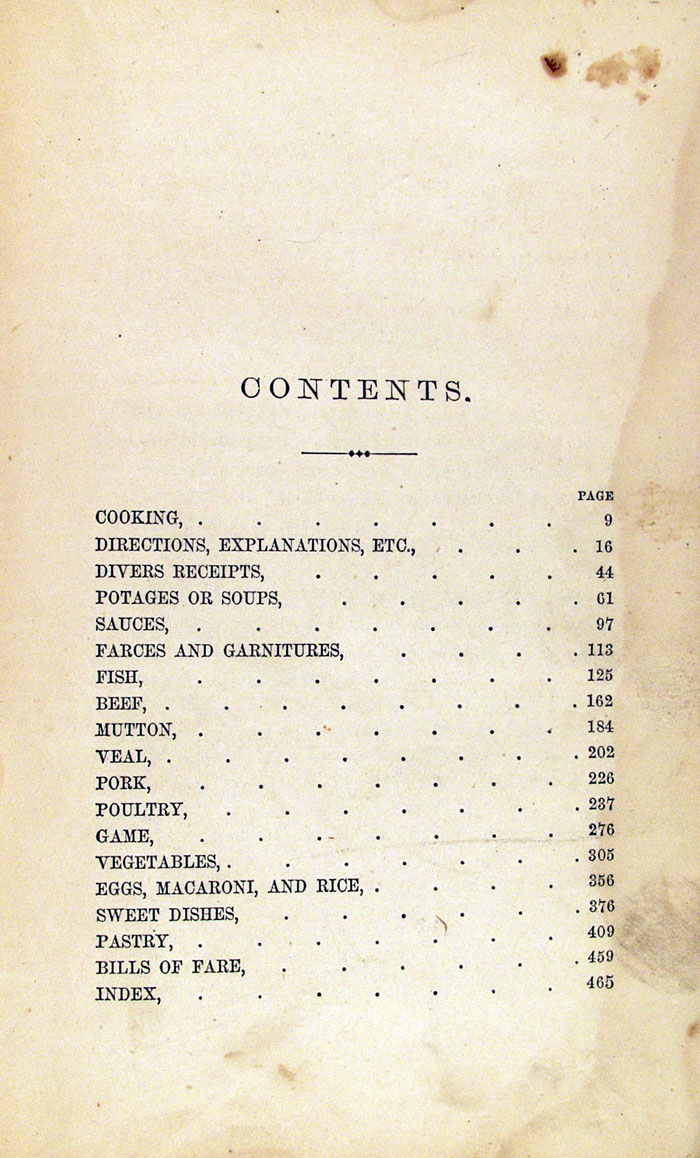 CONTENTS.
PAGE
COOKING, . . . . . . . 9
DIRECTIONS, EXPLANATIONS, ETC., . . . 16
DIVERS RECEIPTS, . . . . . 44
POTAGES OR SOUPS, . . . . . 61
SAUCES, . . . . . . . 97
FARCES AND GARNITURES, . . . . 113
FISH, . . . . . . . 125
BEEF, . . . . . . . . 162
MUTTON, . . . . . . . 184
VEAL, . . . . . . . . 202
PORK, . . . . . . . 226
POULTRY, . . . . . . . 237
GAME, . . . . . . . 276
VEGETABLES, . . . . . . . 305
EGGS, MACARONI, AND RICE, . . . . 356
SWEET DISHES, . . . . . . 376
PASTRY, . . . . . . . 409
BILLS OF FARE, . . . . . . 459
INDEX, . . . . . . . 465